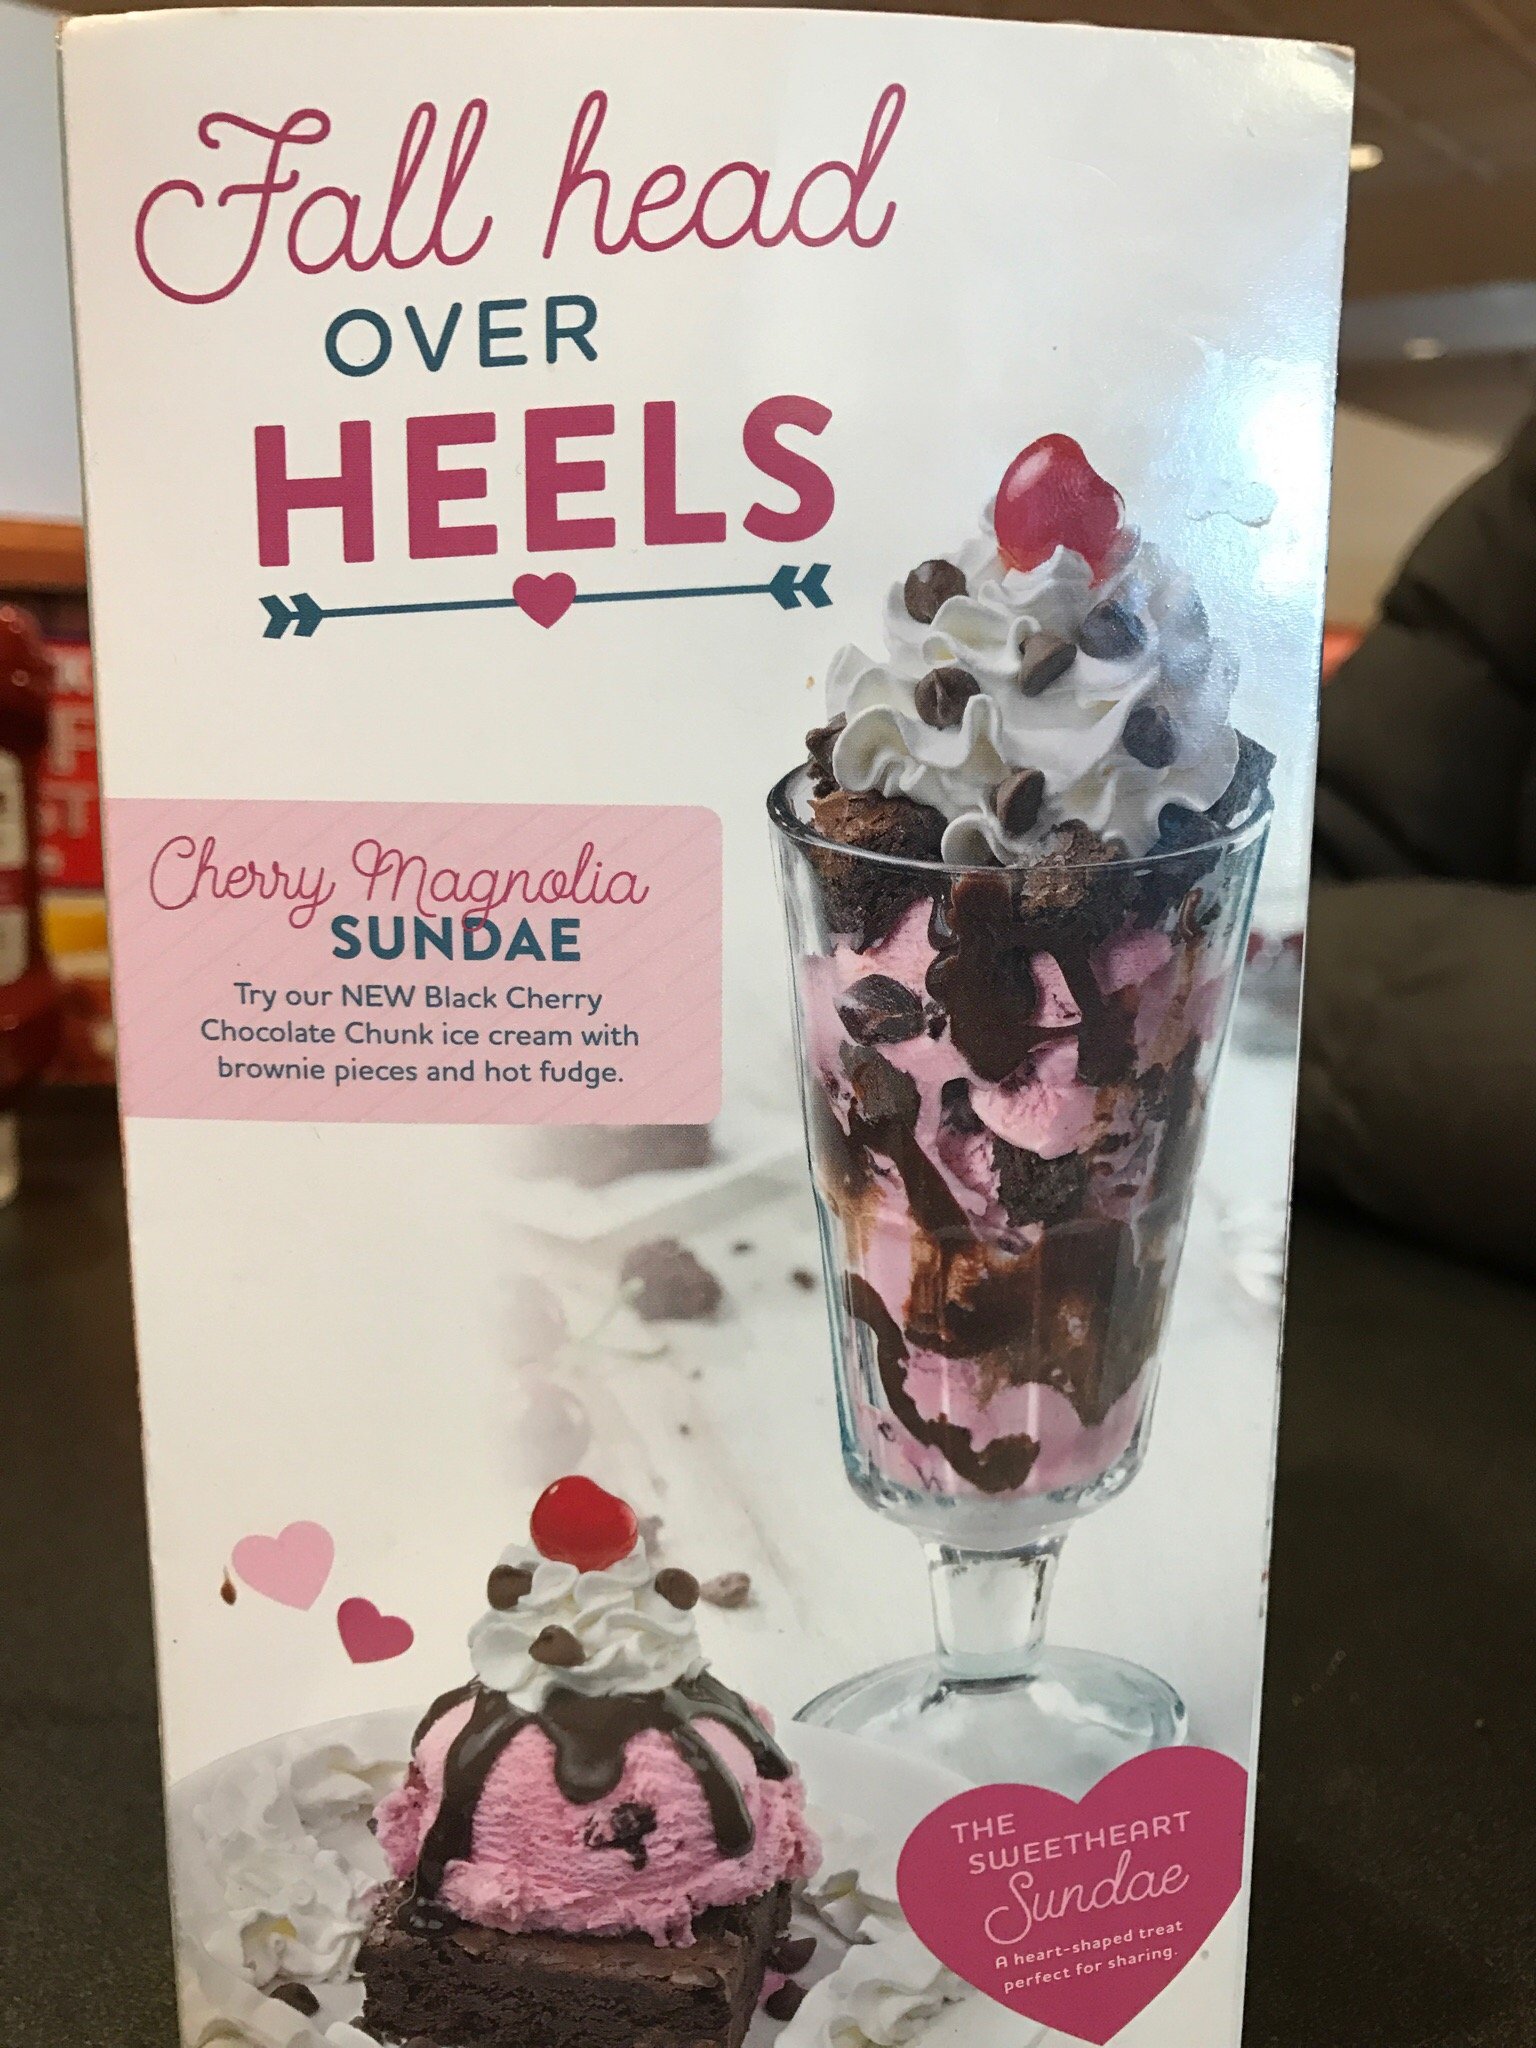 Fall head
OVER
HEELS
Cherry Magnolia
SUNDAE
Try our NEW Black Cherry
Chocolate Chunk ice cream with
brownie pieces and hot fudge.
THE
SWEETHEART
Sundae
A heart-shaped treat
perfect for sharing.